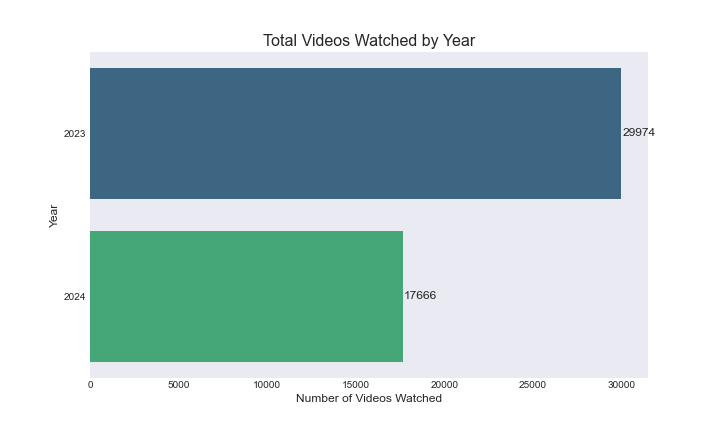 Total Videos Watched by Year
2023
29974
Year
2024
17666
0 5000 10000 15000 20000 25000 30000
Number of Videos Watched